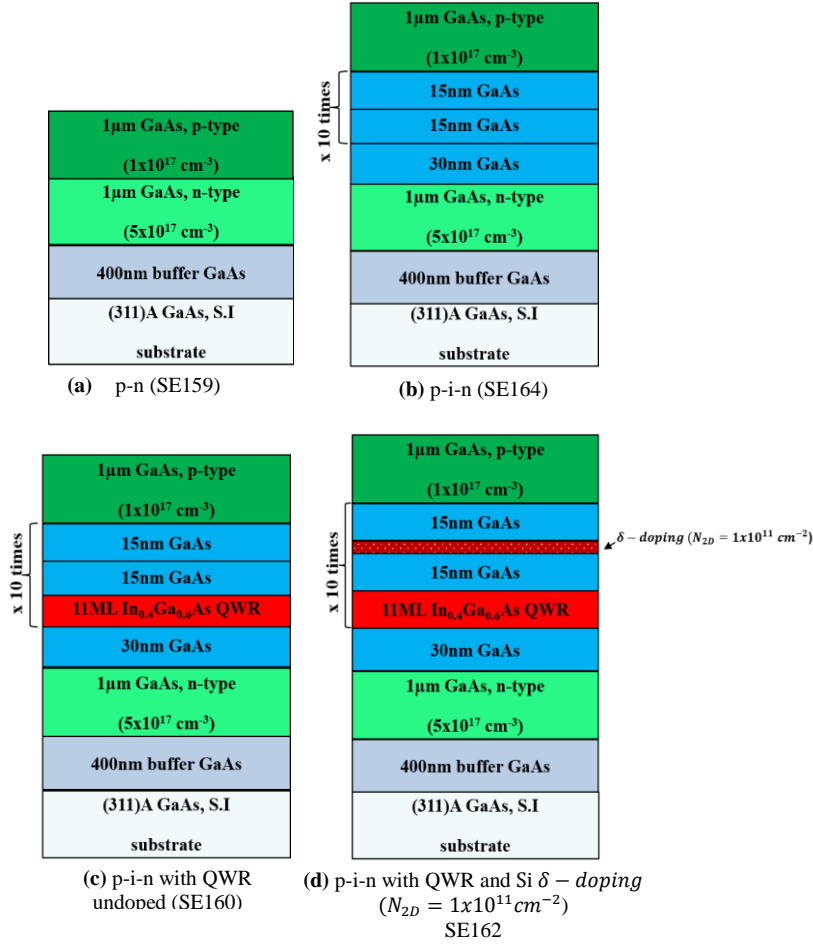 1µm GaAs, p-type
(1x10¹⁷ cm⁻³)
1µm GaAs, n-type
(5x10¹⁷ cm⁻³)
400nm buffer GaAs
(311)A GaAs, S.I
substrate
(a) p-n (SE159)
1µm GaAs, p-type
(1x10¹⁷ cm⁻³)
x 10 times
15nm GaAs
15nm GaAs
30nm GaAs
1µm GaAs, n-type
(5x10¹⁷ cm⁻³)
400nm buffer GaAs
(311)A GaAs, S.I
substrate
(b) p-i-n (SE164)
1µm GaAs, p-type
(1x10¹⁷ cm⁻³)
x 10 times
15nm GaAs
15nm GaAs
11ML In₀.₄Ga₀.₆As QWR
30nm GaAs
1µm GaAs, n-type
(5x10¹⁷ cm⁻³)
400nm buffer GaAs
(311)A GaAs, S.I
substrate
(c) p-i-n with QWR
undoped (SE160)
1µm GaAs, p-type
(1x10¹⁷ cm⁻³)
x 10 times
15nm GaAs
δ − doping (N₂D = 1x10¹¹ cm⁻²)
15nm GaAs
11ML In₀.₄Ga₀.₆As QWR
30nm GaAs
1µm GaAs, n-type
(5x10¹⁷ cm⁻³)
400nm buffer GaAs
(311)A GaAs, S.I
substrate
(d) p-i-n with QWR and Si δ − doping
(N₂D = 1x10¹¹cm⁻²)
SE162